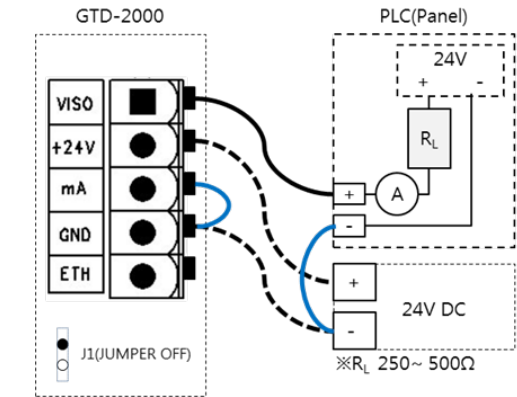 GTD-2000
PLC(Panel)
24V
+ -
VISO
+24V
mA
GND
ETH
RL
+
A
-
+
24V DC
-
J1(JUMPER OFF)
※RL 250~ 500Ω